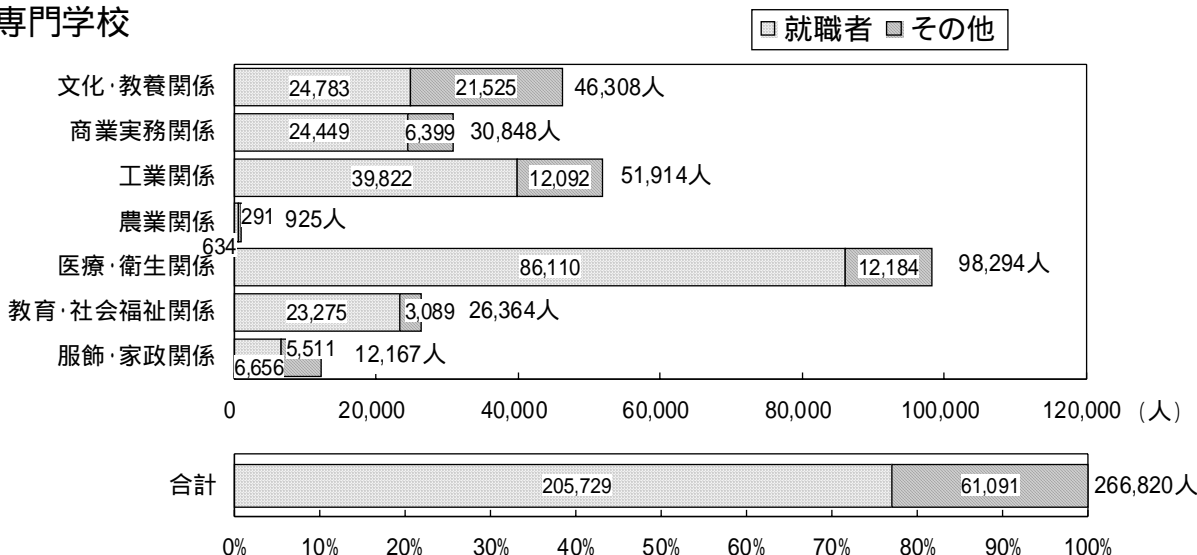 専門学校
就職者 その他
文化・教養関係 24,783 21,525 46,308人
商業実務関係 24,449 6,399 30,848人
工業関係 39,822 12,092 51,914人
農業関係 634 291 925人
医療・衛生関係 86,110 12,184 98,294人
教育・社会福祉関係 23,275 3,089 26,364人
服飾・家政関係 6,656 5,511 12,167人
0 20,000 40,000 60,000 80,000 100,000 120,000 (人)
合計 205,729 61,091 266,820人
0% 10% 20% 30% 40% 50% 60% 70% 80% 90% 100%